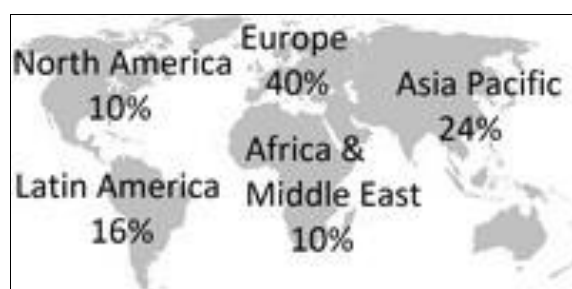 Europe
40%
North America
10%
Asia Pacific
24%
Africa &
Middle East
10%
Latin America
16%